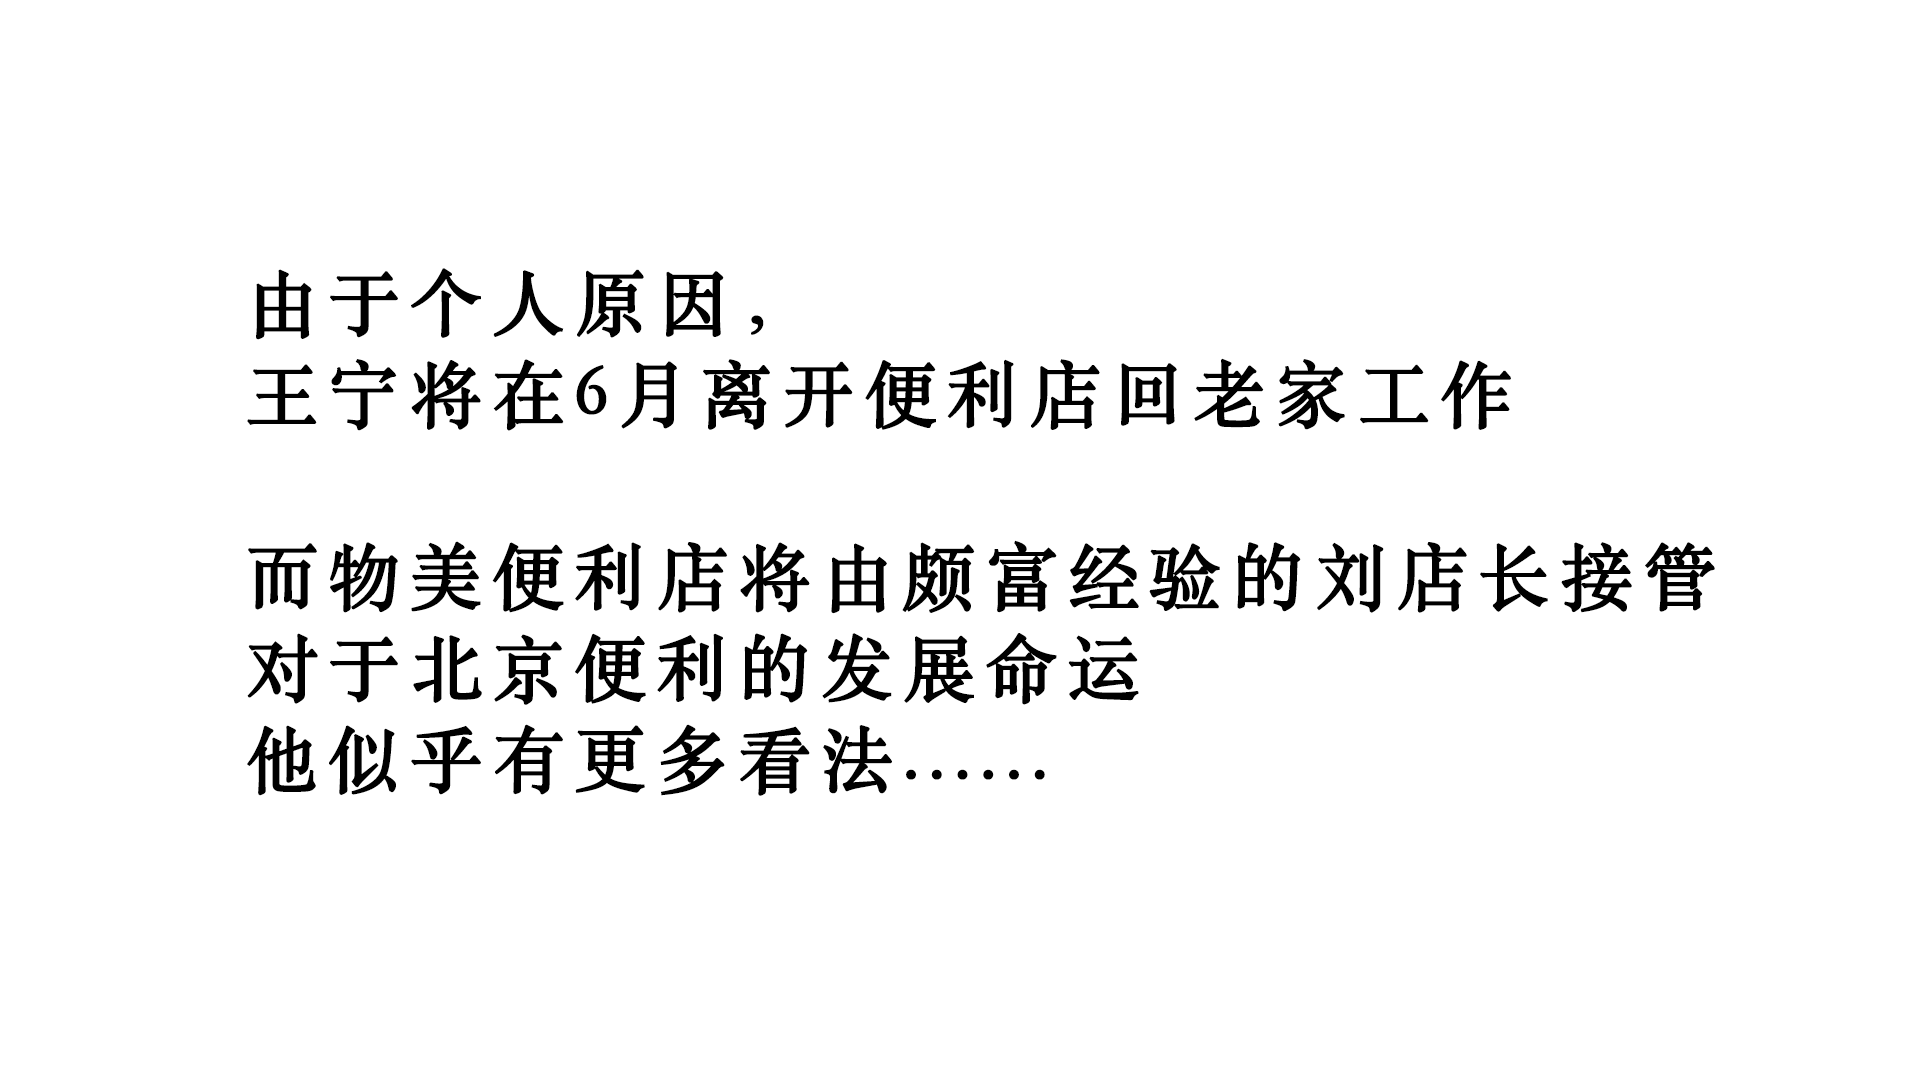 由于个人原因，
王宁将在6月离开便利店回老家工作
而物美便利店将由颇富经验的刘店长接管
对于北京便利的发展命运
他似乎有更多看法……